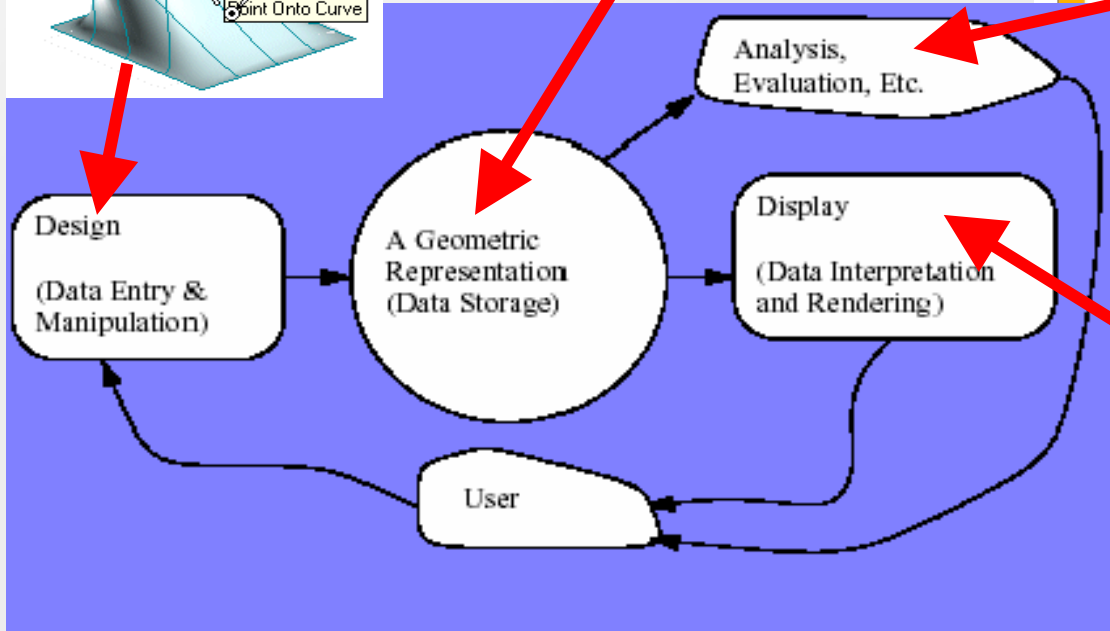 Point Onto Curve
Analysis,
Evaluation, Etc.
Design
(Data Entry &
Manipulation)
A Geometric
Representation
(Data Storage)
Display
(Data Interpretation
and Rendering)
User